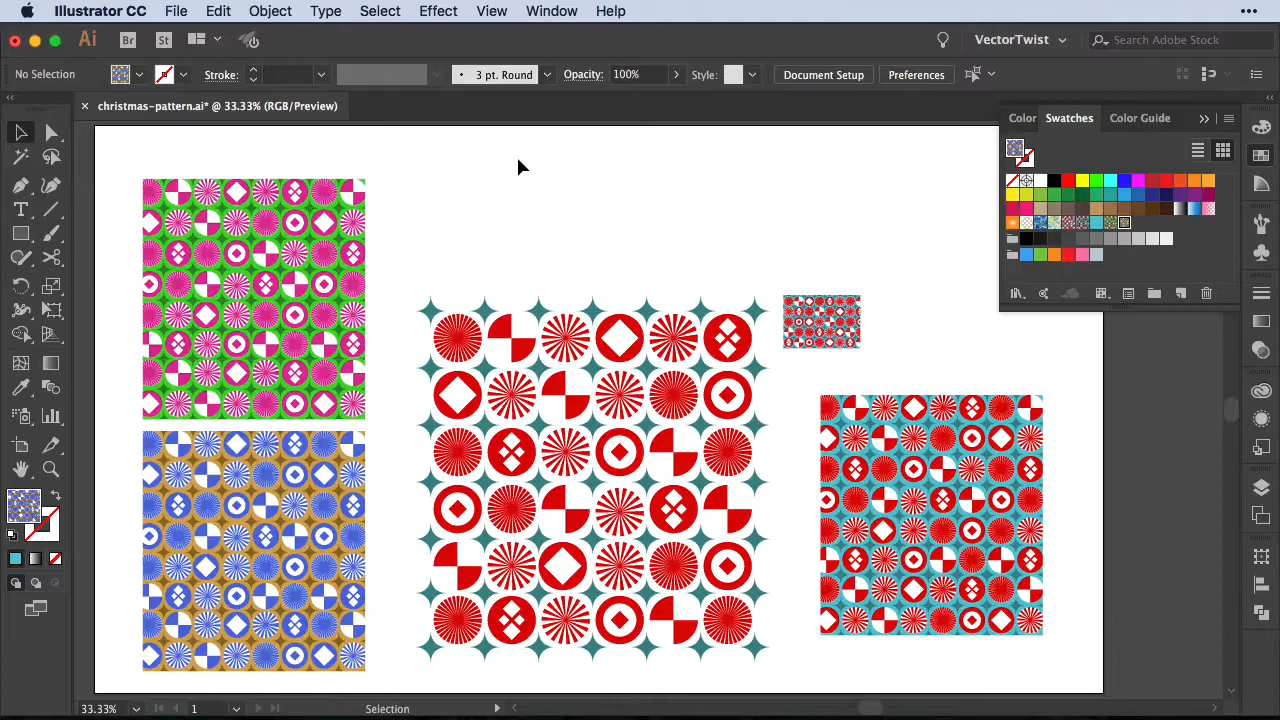 Illustrator CC File Edit Object Type Select Effect View Window Help
Ai Br St VectorTwist Search Adobe Stock
No Selection Stroke: 3 pt. Round Opacity: 100% Style: Document Setup Preferences
× christmas-pattern.ai* @ 33.33% (RGB/Preview)
Color Swatches Color Guide
33.33% 1 Selection